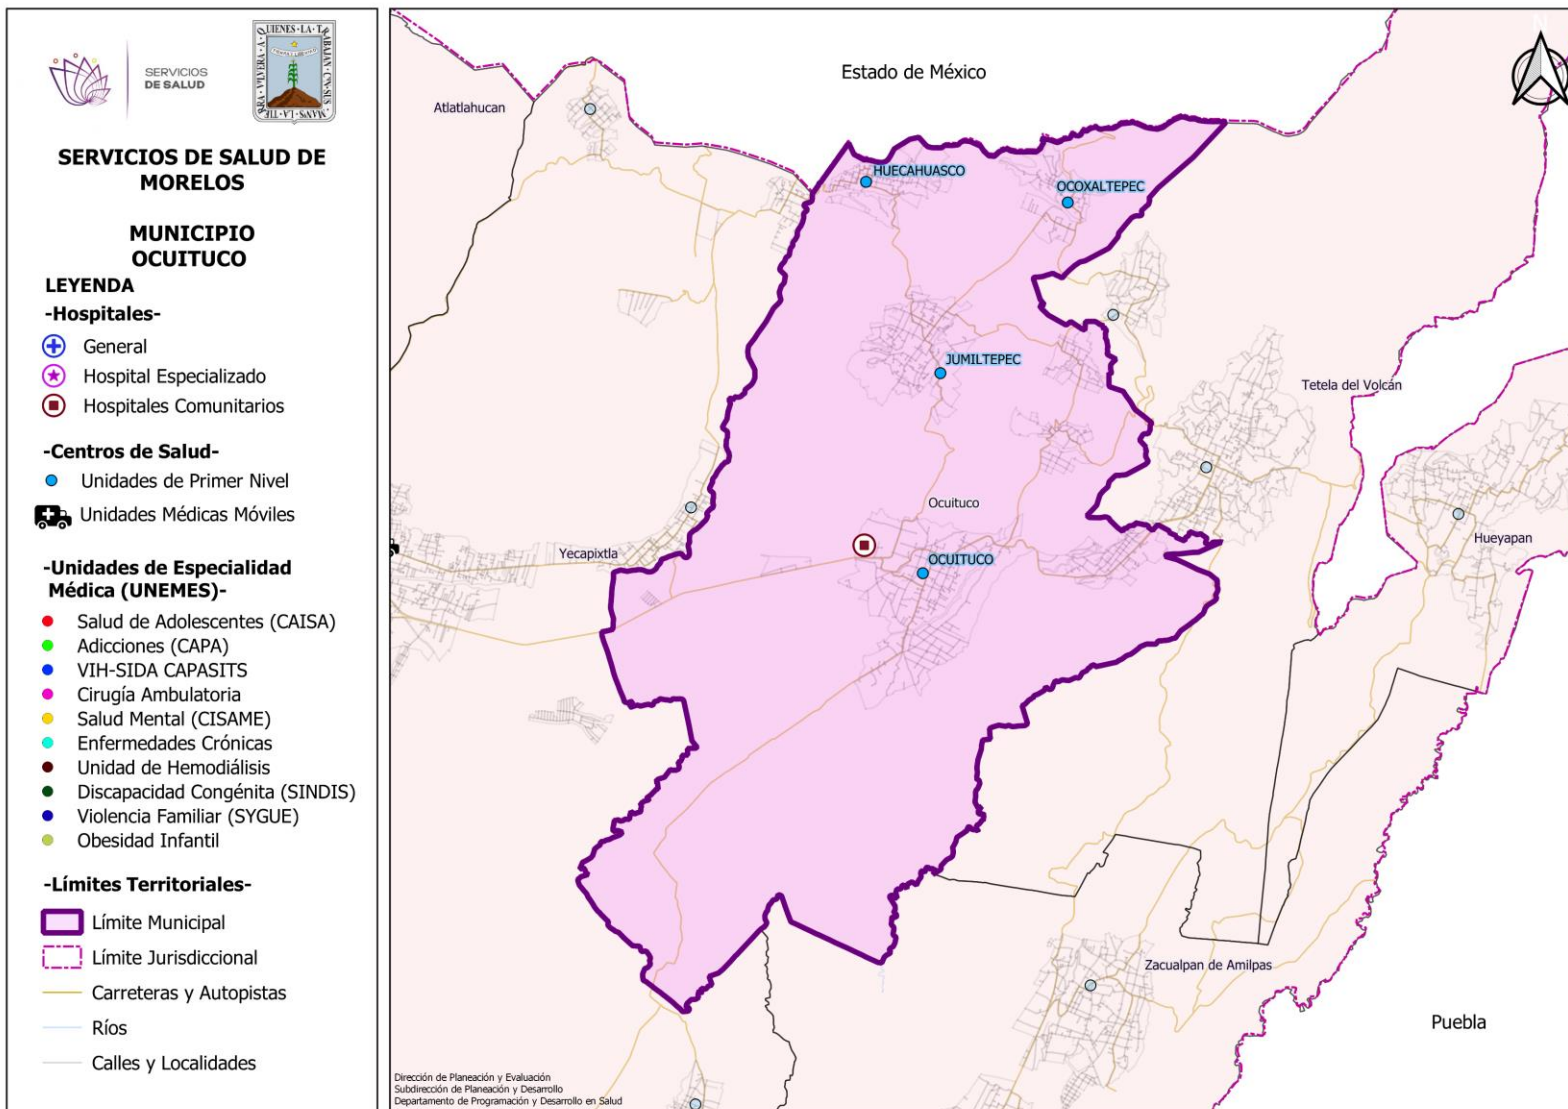 SERVICIOS
DE SALUD
SERVICIOS DE SALUD DE
MORELOS
MUNICIPIO
OCUITUCO
LEYENDA
-Hospitales-
General
Hospital Especializado
Hospitales Comunitarios
-Centros de Salud-
Unidades de Primer Nivel
Unidades Médicas Móviles
-Unidades de Especialidad
Médica (UNEMES)-
Salud de Adolescentes (CAISA)
Adicciones (CAPA)
VIH-SIDA CAPASITS
Cirugía Ambulatoria
Salud Mental (CISAME)
Enfermedades Crónicas
Unidad de Hemodiálisis
Discapacidad Congénita (SINDIS)
Violencia Familiar (SYGUE)
Obesidad Infantil
-Límites Territoriales-
Límite Municipal
Límite Jurisdiccional
Carreteras y Autopistas
Ríos
Calles y Localidades
Estado de México
N
Atlatlahucan
HUECAHUASCO
OCOXALTEPEC
JUMILTEPEC
Tetela del Volcán
Ocuituco
Hueyapan
Yecapixtla
OCUITUCO
Zacualpan de Amilpas
Puebla
Dirección de Planeación y Evaluación
Subdirección de Planeación y Desarrollo
Departamento de Programación y Desarrollo en Salud